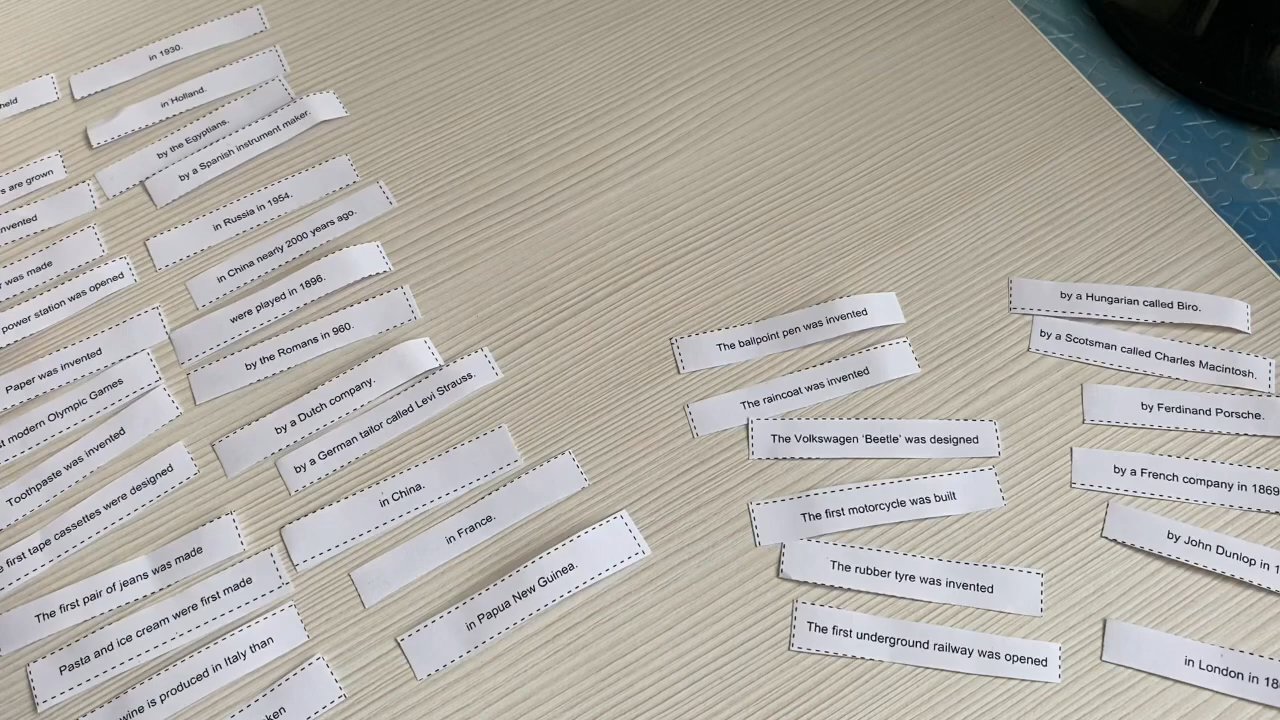 held
in 1930.
in Holland.
by the Egyptians.
by a Spanish instrument maker.
s are grown
nvented
in Russia in 1954.
was made
in China nearly 2000 years ago.
power station was opened
were played in 1896.
Paper was invented
by the Romans in 960.
t modern Olympic Games
by a Dutch company.
Toothpaste was invented
by a German tailor called Levi Strauss.
e first tape cassettes were designed
in China.
The first pair of jeans was made
in France.
Pasta and ice cream were first made
in Papua New Guinea.
wine is produced in Italy than
ken
The ballpoint pen was invented
by a Hungarian called Biro.
The raincoat was invented
by a Scotsman called Charles Macintosh.
The Volkswagen ‘Beetle’ was designed
by Ferdinand Porsche.
The first motorcycle was built
by a French company in 1869
The rubber tyre was invented
by John Dunlop in 1
The first underground railway was opened
in London in 18